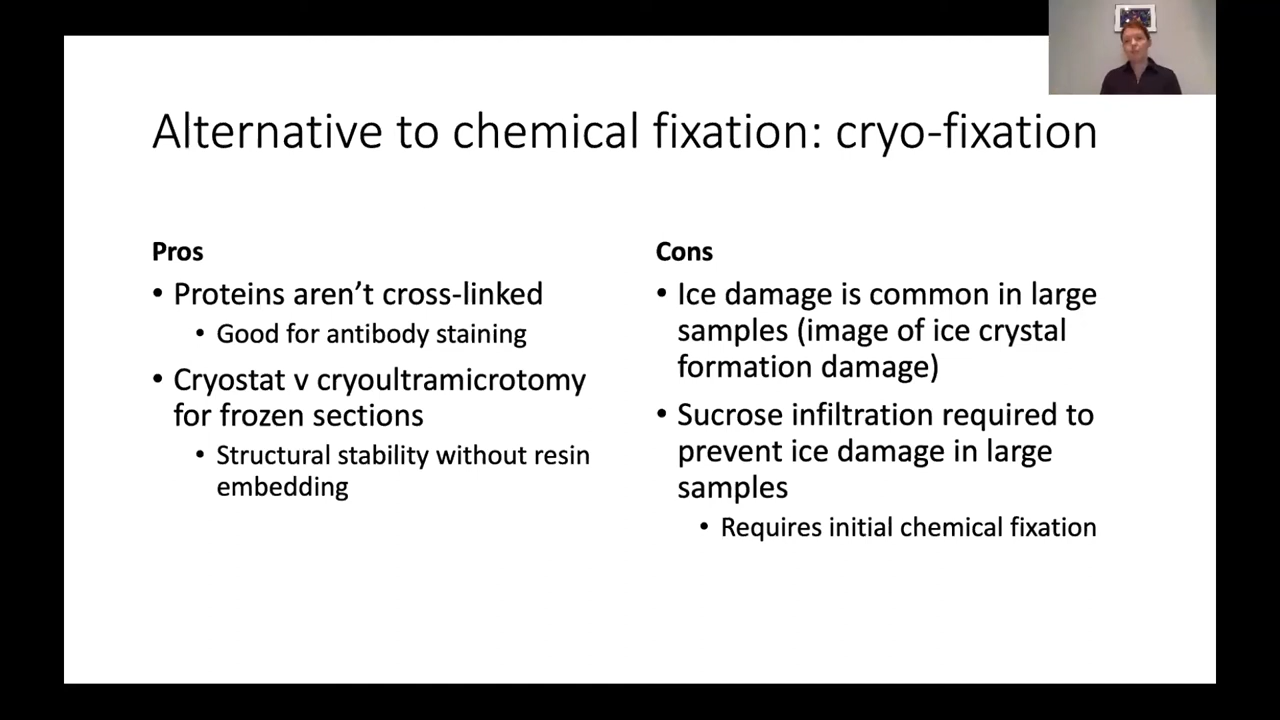 Alternative to chemical fixation: cryo-fixation
Pros
• Proteins aren’t cross-linked
• Good for antibody staining
• Cryostat v cryoultramicrotomy
for frozen sections
• Structural stability without resin
embedding
Cons
• Ice damage is common in large
samples (image of ice crystal
formation damage)
• Sucrose infiltration required to
prevent ice damage in large
samples
• Requires initial chemical fixation